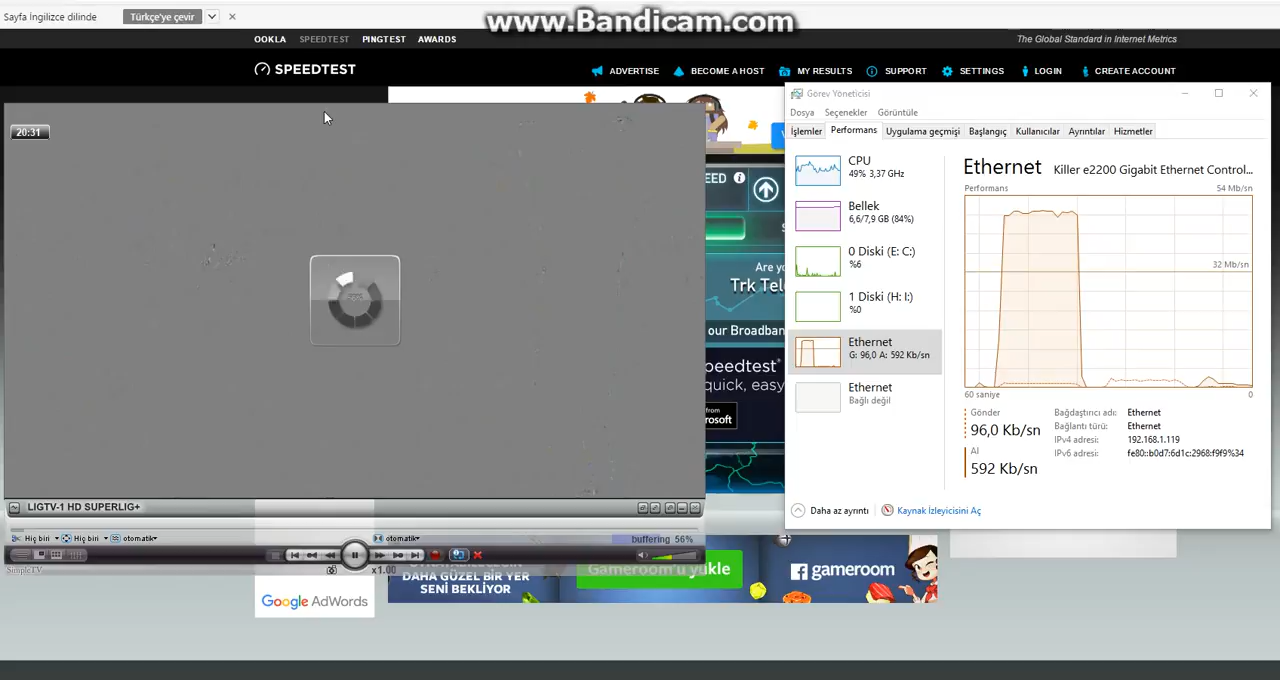 Sayfa İngilizce dilinde
Türkçe'ye çevir
www.Bandicam.com
OOKLA SPEEDTEST PINGTEST AWARDS
The Global Standard in Internet Metrics
SPEEDTEST
ADVERTISE BECOME A HOST MY RESULTS SUPPORT SETTINGS LOGIN CREATE ACCOUNT
20:31
EED
Are yo
Trk Tele
our Broadban
peedtest
quick, easy
from
rosoft
LIGTV-1 HD SUPERLIG+
Hiç biri Hiç biri otomatik
otomatik
buffering 56%
SimpleTV
x1.00
Google AdWords
DAHA GÜZEL BİR YER
SENİ BEKLİYOR
Gameroom'u yükle
gameroom
Görev Yöneticisi
Dosya Seçenekler Görüntüle
İşlemler Performans Uygulama geçmişi Başlangıç Kullanıcılar Ayrıntılar Hizmetler
CPU
49% 3,37 GHz
Bellek
6,6/7,9 GB (84%)
0 Diski (E: C:)
%6
1 Diski (H: I:)
%0
Ethernet
G: 96,0 A: 592 Kb/sn
Ethernet
Bağlı değil
Ethernet
Killer e2200 Gigabit Ethernet Control...
Performans
54 Mb/sn
32 Mb/sn
60 saniye
0
Gönder
96,0 Kb/sn
Al
592 Kb/sn
Bağdaştırıcı adı: Ethernet
Bağlantı türü: Ethernet
IPv4 adresi: 192.168.1.119
IPv6 adresi: fe80::b0d7:6d1c:2968:f9f9%34
Daha az ayrıntı
Kaynak İzleyicisini Aç